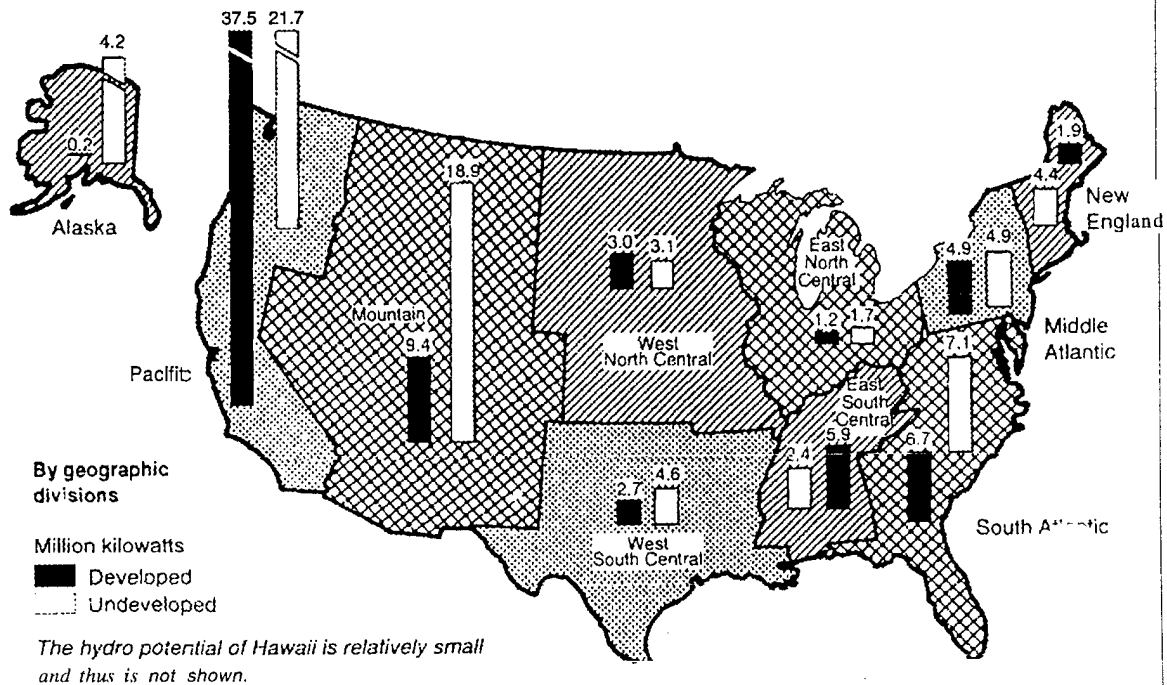 37.5 21.7
4.2
0.2
Alaska
18.9
Mountain
9.4
Pacific
3.0 3.1
West
North Central
East
North
Central
1.2 1.7
1.9
4.4
New
England
4.9 4.9
Middle
Atlantic
7.1
6.7
South
East
South
Central
5.9
2.7 4.6
West
South Central
By geographic
divisions
Million kilowatts
Developed
Undeveloped
The hydro potential of Hawaii is relatively small
and thus is not shown.